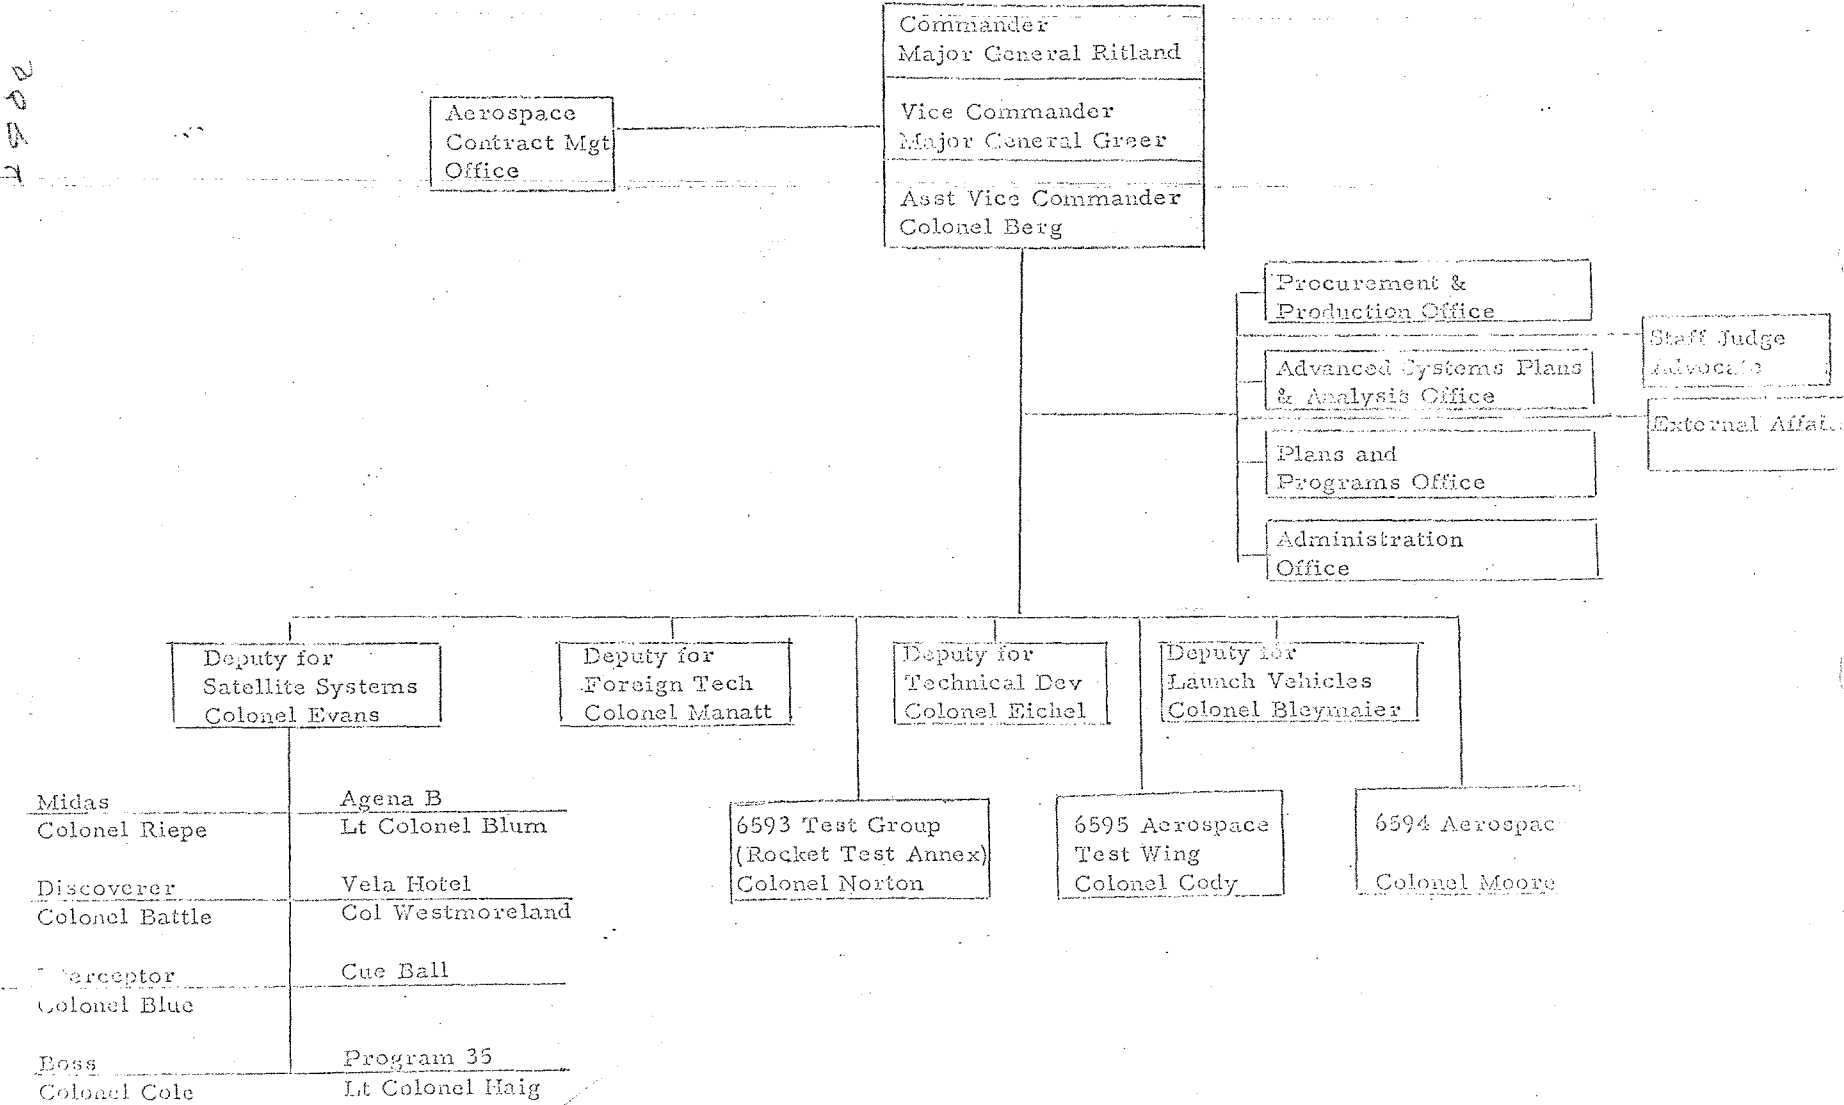 Commander
Major General Ritland
Vice Commander
Major General Greer
Asst Vice Commander
Colonel Berg
Aerospace
Contract Mgt
Office
Procurement &
Production Office
Advanced Systems Plans
& Analysis Office
Plans and
Programs Office
Administration
Office
Staff Judge
Advocate
External
Deputy for
Satellite Systems
Colonel Evans
Deputy for
Foreign Tech
Colonel Manatt
Deputy for
Technical Dev
Colonel Eichel
Deputy for
Launch Vehicles
Colonel Bleymaier
Midas
Colonel Riepe
Agena B
Lt Colonel Blum
Discoverer
Colonel Battle
Vela Hotel
Col Westmoreland
Colonel Blue
Cue Ball
Boss
Colonel Cole
Program 35
Lt Colonel Haig
6593 Test Group
(Rocket Test Annex)
Colonel Norton
6595 Aerospace
Test Wing
Colonel Cody
6594
Colonel Moore